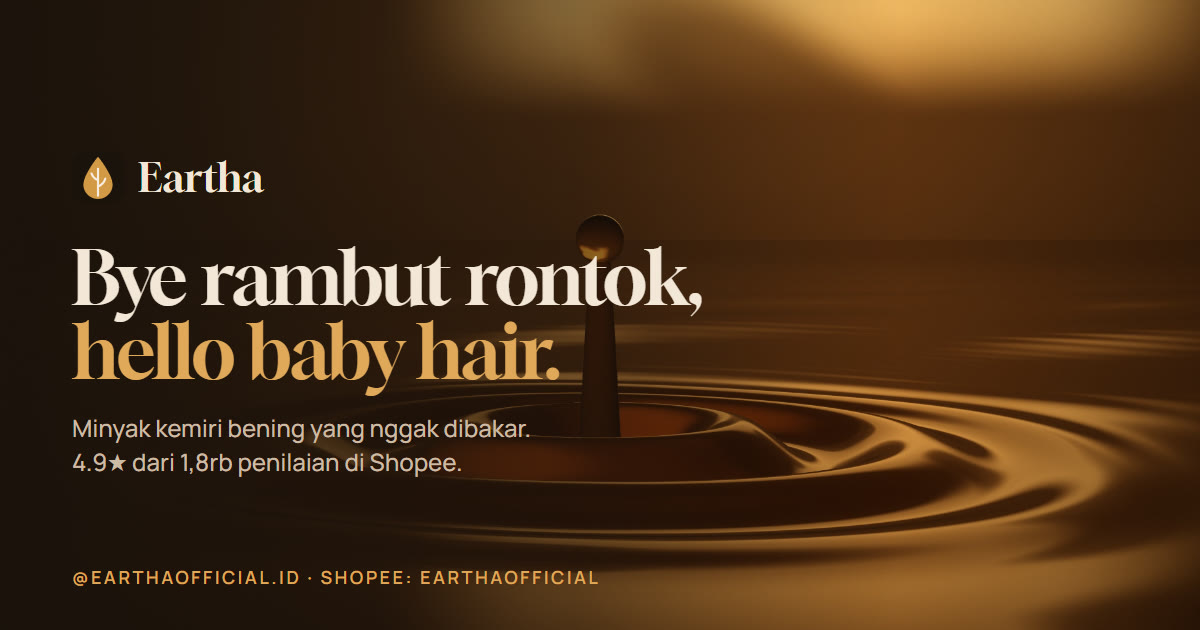 Eartha
Bye rambut rontok,
hello baby hair.
Minyak kemiri bening yang nggak dibakar.
4.9★ dari 1,8rb penilaian di Shopee.
@EARTHAOFFICIAL.ID · SHOPEE: EARTHAOFFICIAL